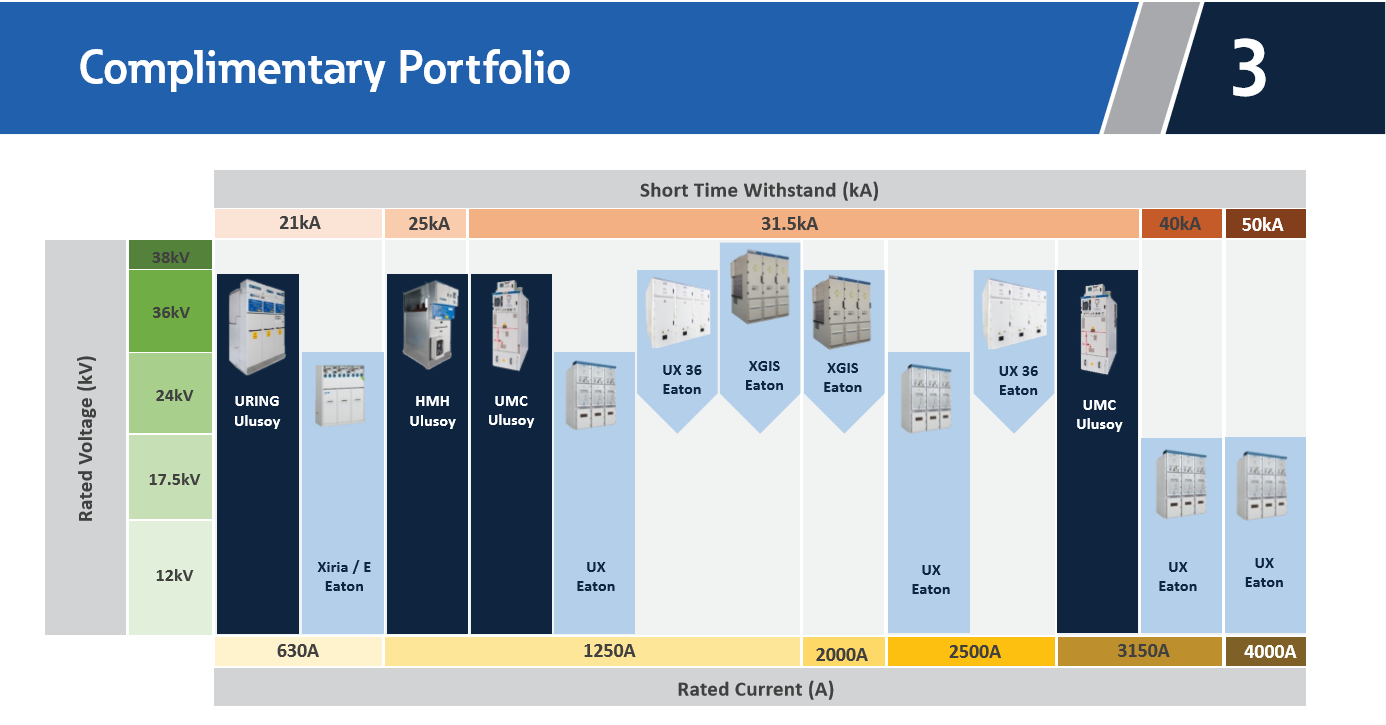 Complimentary Portfolio
3
Short Time Withstand (kA)
21kA
25kA
31.5kA
40kA
50kA
Rated Voltage (kV)
38kV
36kV
24kV
17.5kV
12kV
URING
Ulusoy
Xiria / E
Eaton
HMH
Ulusoy
UMC
Ulusoy
UX
Eaton
UX 36
Eaton
XGIS
Eaton
XGIS
Eaton
UX
Eaton
UX 36
Eaton
UMC
Ulusoy
UX
Eaton
UX
Eaton
630A
1250A
2000A
2500A
3150A
4000A
Rated Current (A)